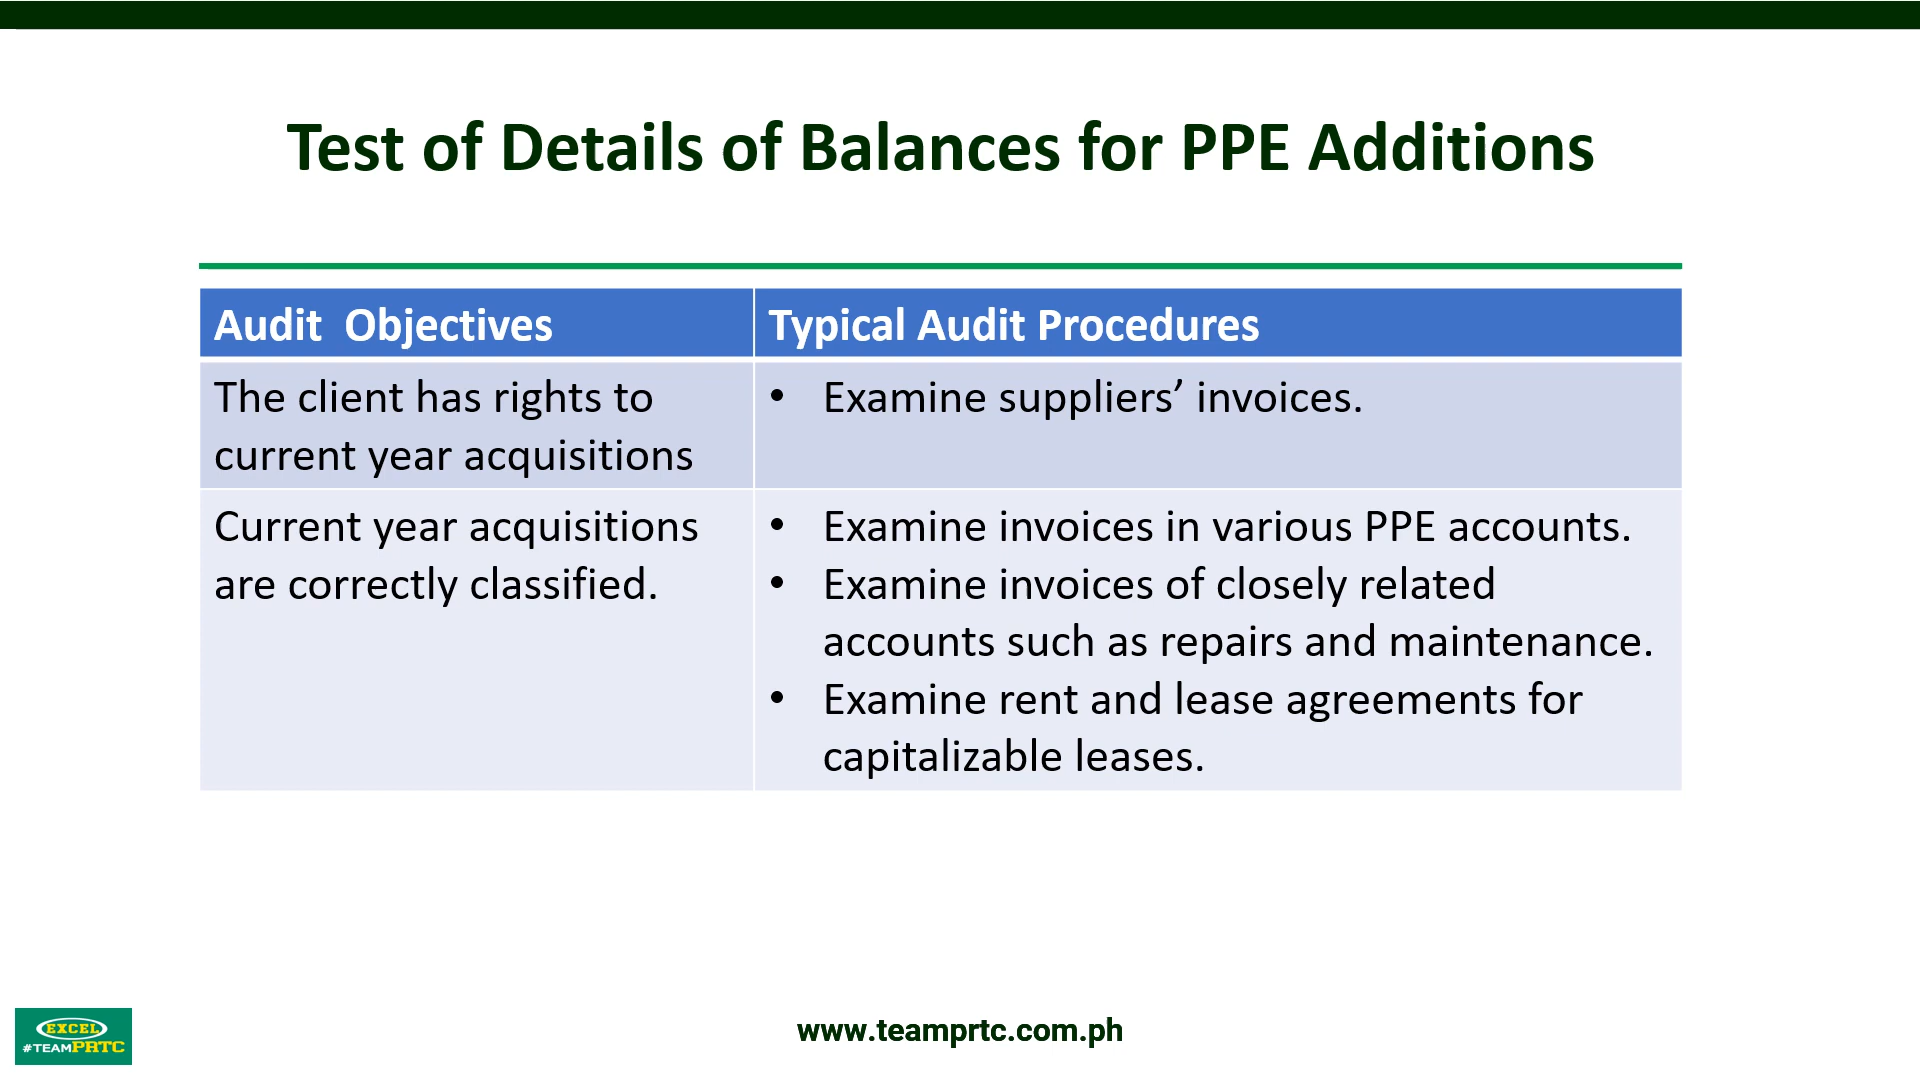 Test of Details of Balances for PPE Additions
Audit  Objectives
Typical Audit Procedures
The client has rights to
current year acquisitions
• Examine suppliers’ invoices.
Current year acquisitions
are correctly classified.
• Examine invoices in various PPE accounts.
• Examine invoices of closely related
accounts such as repairs and maintenance.
• Examine rent and lease agreements for
capitalizable leases.
EXCEL
#TEAMPRTC
www.teamprtc.com.ph